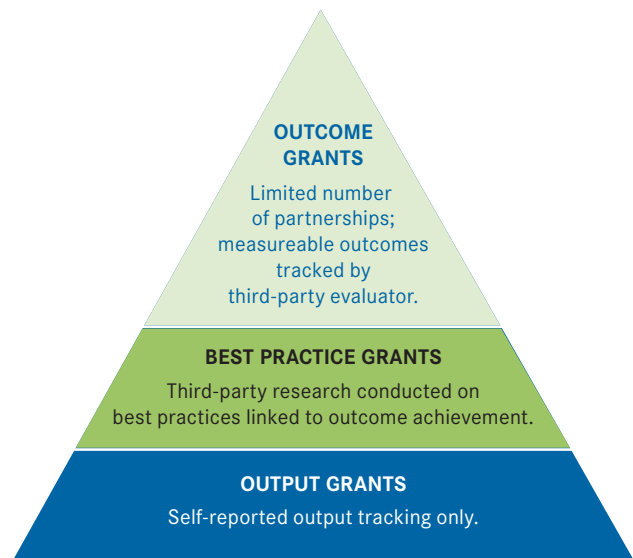 OUTCOME
GRANTS
Limited number
of partnerships;
measureable outcomes
tracked by
third-party evaluator.
BEST PRACTICE GRANTS
Third-party research conducted on
best practices linked to outcome achievement.
OUTPUT GRANTS
Self-reported output tracking only.